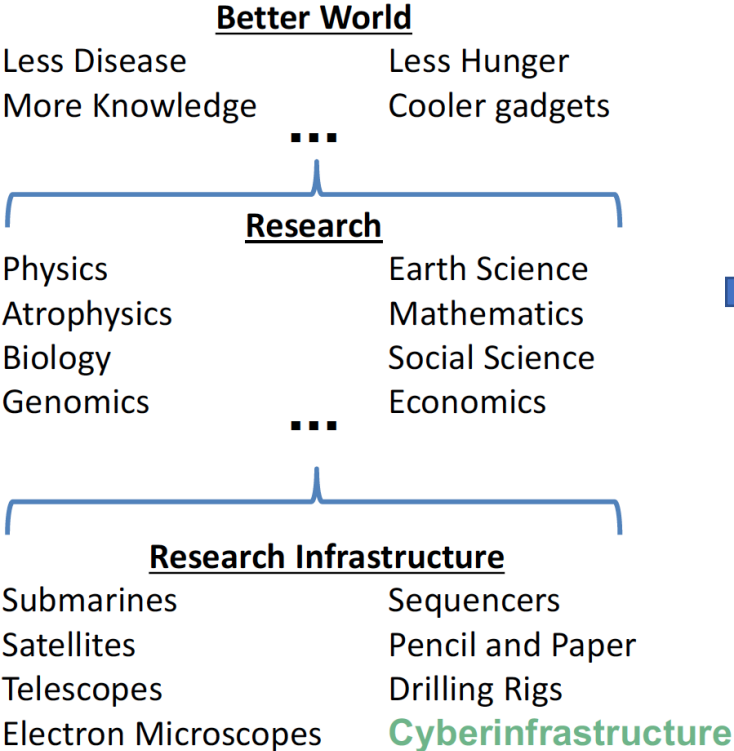 Better World
Less Disease Less Hunger
More Knowledge Cooler gadgets
...
Research
Physics Earth Science
Atrophysics Mathematics
Biology Social Science
Genomics Economics
...
Research Infrastructure
Submarines Sequencers
Satellites Pencil and Paper
Telescopes Drilling Rigs
Electron Microscopes Cyberinfrastructure